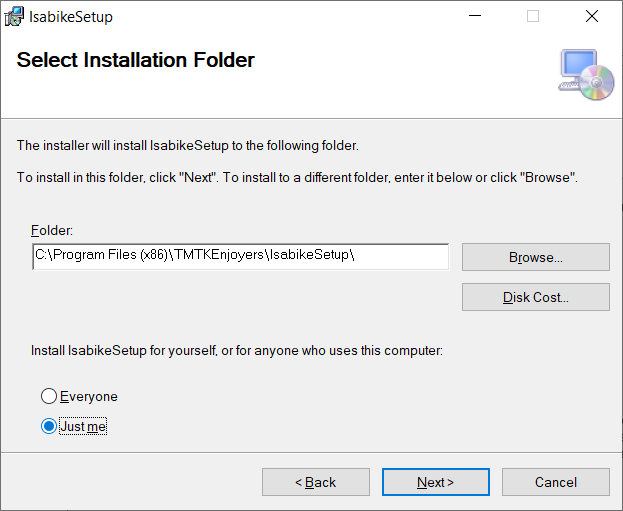 IsabikeSetup
Select Installation Folder
The installer will install IsabikeSetup to the following folder.
To install in this folder, click "Next". To install to a different folder, enter it below or click "Browse".
Folder:
C:\Program Files (x86)\TMTKEnjoyers\IsabikeSetup\
Browse...
Disk Cost...
Install IsabikeSetup for yourself, or for anyone who uses this computer:
Everyone
Just me
< Back
Next >
Cancel